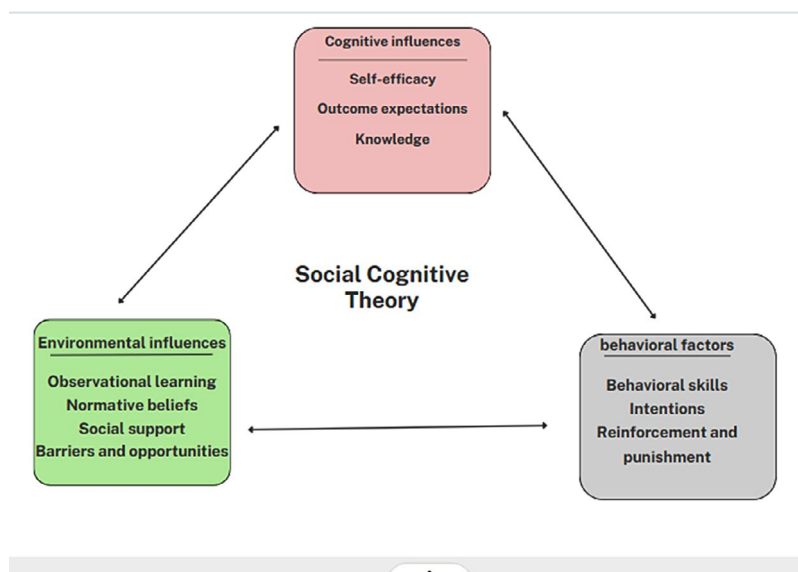 Cognitive influences
Self-efficacy
Outcome expectations
Knowledge
Social Cognitive
Theory
Environmental influences
Observational learning
Normative beliefs
Social support
Barriers and opportunities
behavioral factors
Behavioral skills
Intentions
Reinforcement and
punishment